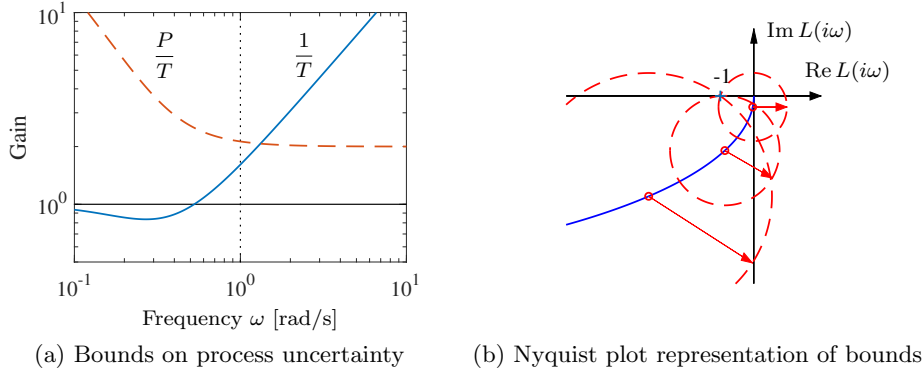 10^1
P/T
1/T
Gain
10^0
10^-1
10^0
10^1
Frequency ω [rad/s]
(a) Bounds on process uncertainty
Im L(iω)
Re L(iω)
-1
(b) Nyquist plot representation of bounds